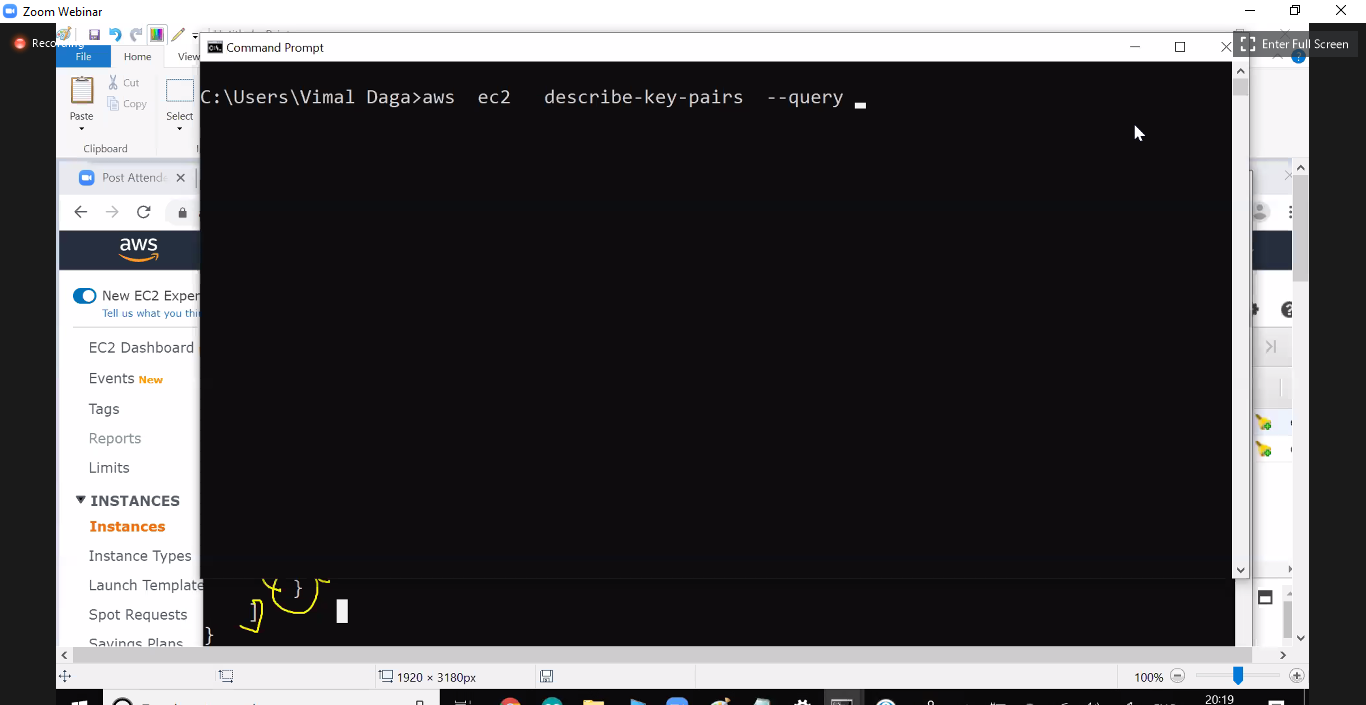 Zoom Webinar
Recording
Enter Full Screen
File
Home
View
Cut
Copy
Paste
Select
Clipboard
Command Prompt
C:\Users\Vimal Daga>aws  ec2   describe-key-pairs  --query
Post Attend
aws
New EC2 Exper
Tell us what you thi
EC2 Dashboard
Events New
Tags
Reports
Limits
INSTANCES
Instances
Instance Types
Launch Template
Spot Requests
Savings Plans
}
]
}
1920 × 3180px
100%
20:19